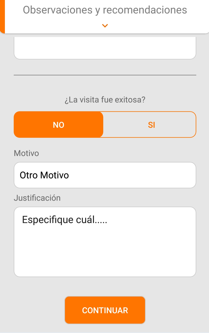 Observaciones y recomendaciones
¿La visita fue exitosa?
NO
SI
Motivo
Otro Motivo
Justificación
Especifique cuál.....
CONTINUAR